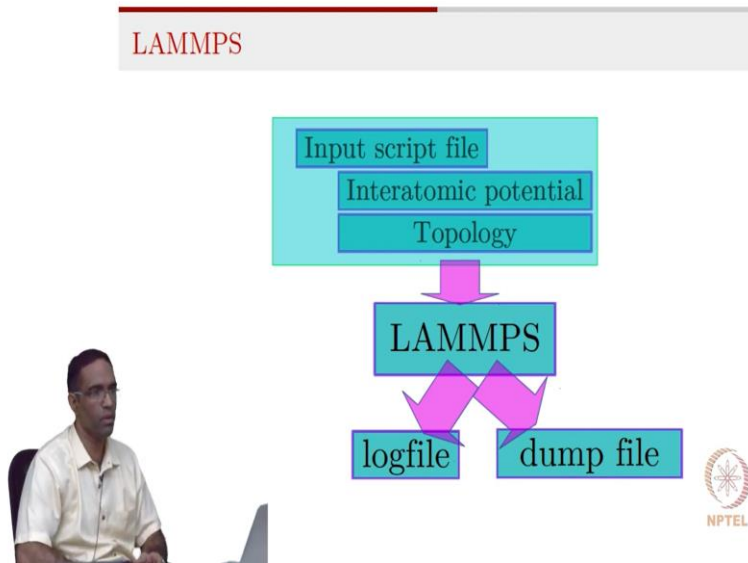 LAMMPS
Input script file
Interatomic potential
Topology
LAMMPS
logfile
dump file
NPTEL